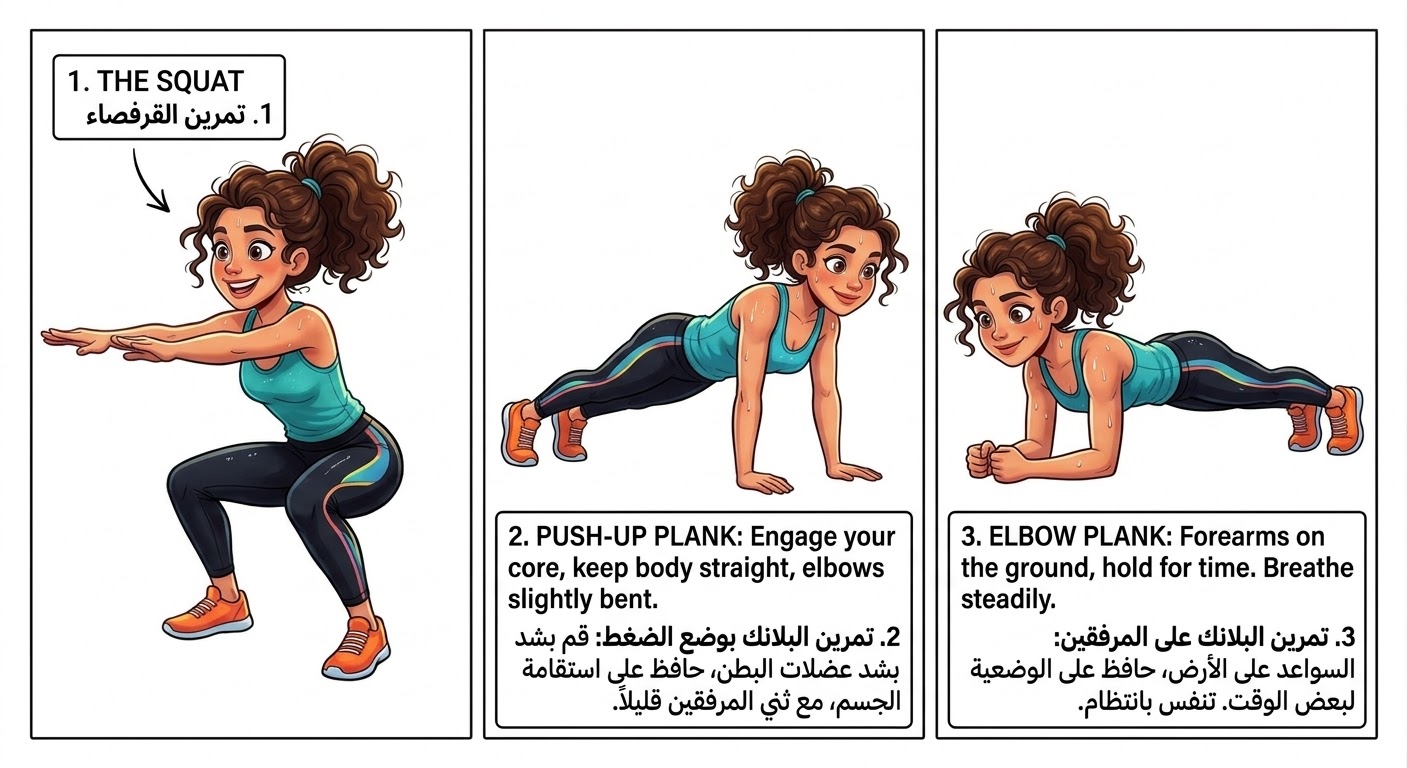 1. THE SQUAT
1. تمرين القرفصاء
2. PUSH-UP PLANK: Engage your
core, keep body straight, elbows
slightly bent.
2. تمرين البلانك بوضع الضغط: قم بشد
بشد عضلات البطن، حافظ على استقامة
الجسم، مع ثني المرفقين قليلاً.
3. ELBOW PLANK: Forearms on
the ground, hold for time. Breathe
steadily.
3. تمرين البلانك على المرفقين:
السواعد على الأرض، حافظ على الوضعية
لبعض الوقت. تنفس بانتظام.